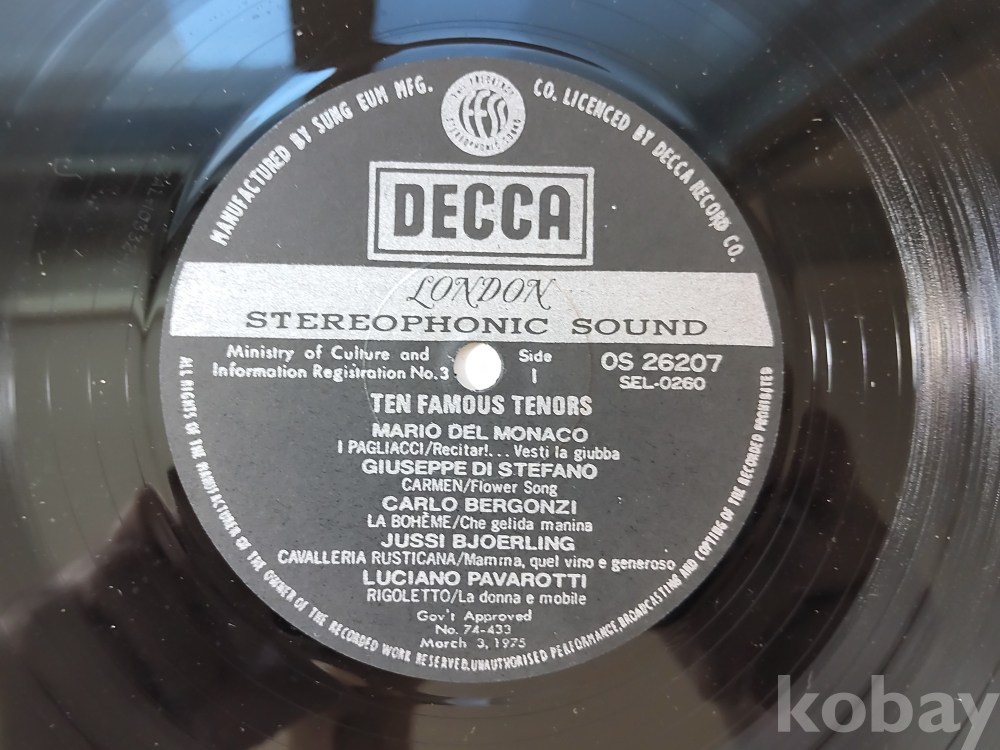 MANUFACTURED BY SUNG EUM MFG. CO. LICENCED BY DECCA RECORD CO.
FFSS
DECCA
LONDON
STEREOPHONIC SOUND
Ministry of Culture and
Information Registration No.3
Side
1
OS 26207
SEL-0260
TEN FAMOUS TENORS
MARIO DEL MONACO
I PAGLIACCI/Recitar!... Vesti la giubba
GIUSEPPE DI STEFANO
CARMEN/Flower Song
CARLO BERGONZI
LA BOHÈME/Che gelida manina
JUSSI BJOERLING
CAVALLERIA RUSTICANA/Mamma, quel vino e generoso
LUCIANO PAVAROTTI
RIGOLETTO/La donna e mobile
Gov't Approved
No. 74-433
March 3, 1975
ALL RIGHTS OF THE MANUFACTURER OF THE OWNER OF THE RECORDED WORK RESERVED.UNAUTHORISED PERFORMANCE,BROADCASTING AND COPYING OF THE RECORDED PROHIBITED
kobay